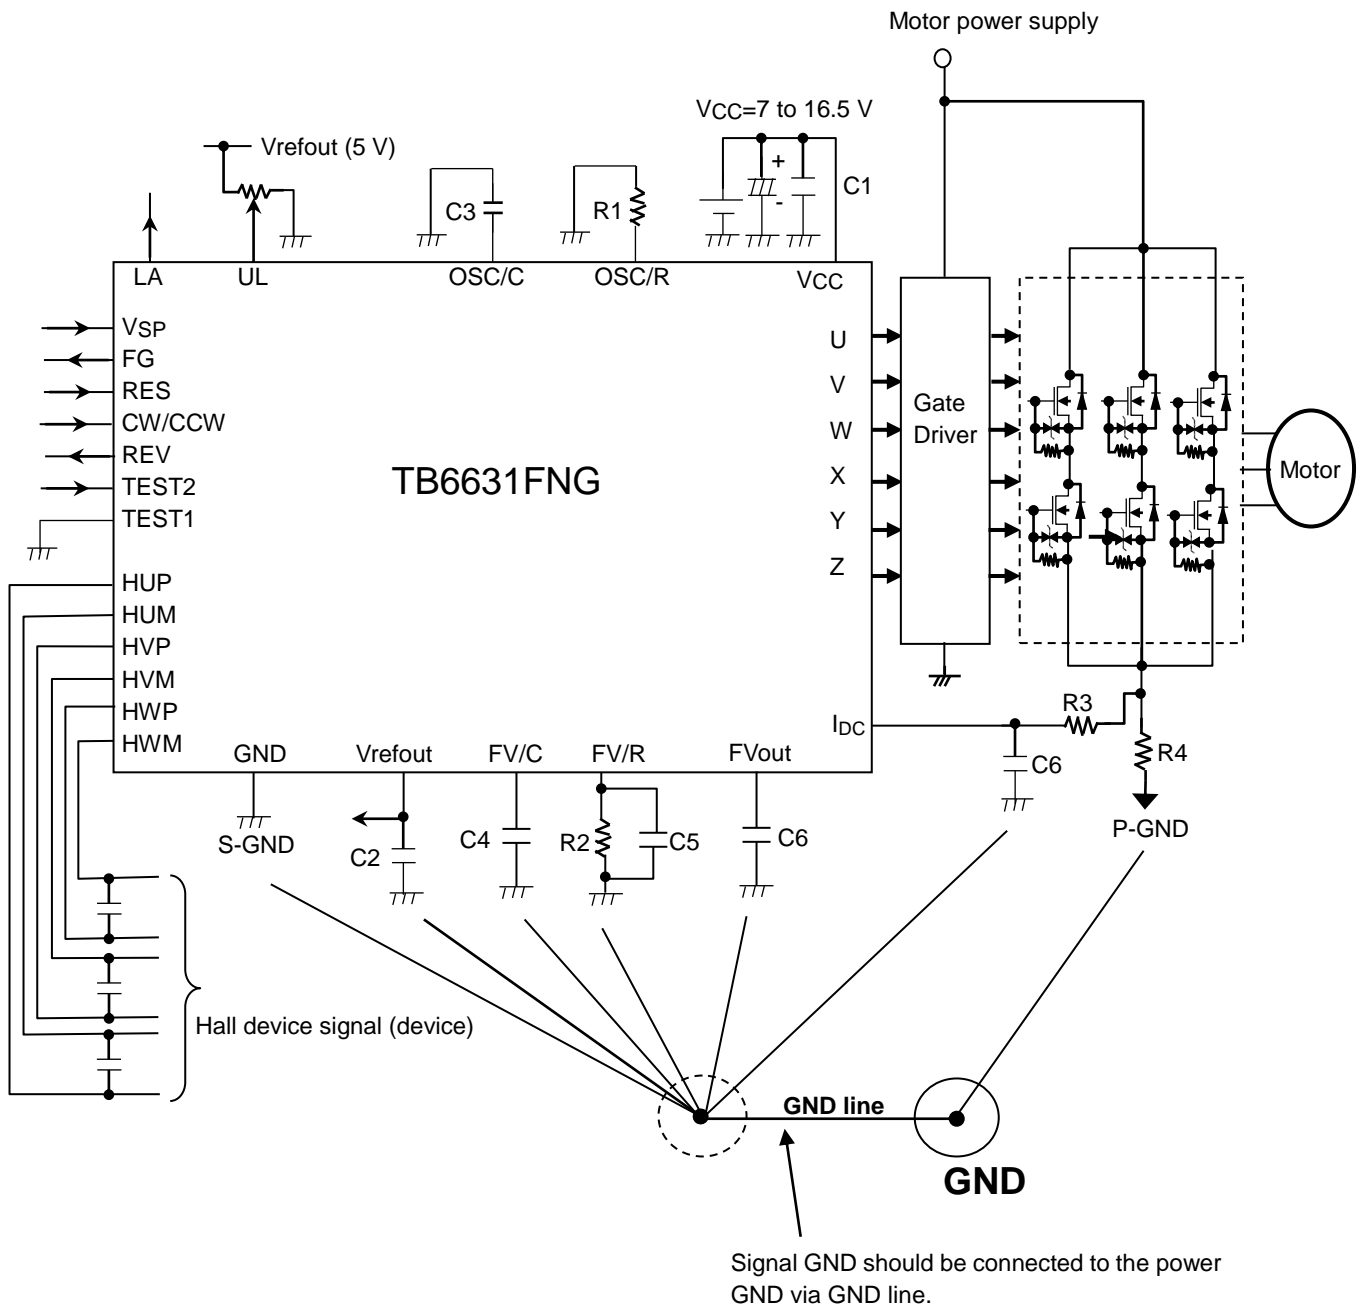 Motor power supply
VCC=7 to 16.5 V
Vrefout (5 V)
C3
R1
+
-
C1
LA
UL
OSC/C
OSC/R
VCC
VSP
FG
RES
CW/CCW
REV
TEST2
TEST1
HUP
HUM
HVP
HVM
HWP
HWM
TB6631FNG
U
V
W
X
Y
Z
Gate
Driver
Motor
IDC
R3
C6
R4
P-GND
GND
Vrefout
FV/C
FV/R
FVout
S-GND
C2
C4
R2
C5
C6
Hall device signal (device)
GND line
GND
Signal GND should be connected to the power
GND via GND line.